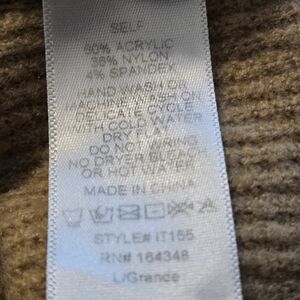 SELF
60% ACRYLIC
36% NYLON
4% SPANDEX
HAND WASH OR
MACHINE WASH ON
DELICATE CYCLE
WITH COLD WATER
DRY FLAT
DO NOT WRING
NO DRYER BLEACH
OR HOT WATER
MADE IN CHINA
STYLE# IT155
RN# 164348
L/Grande